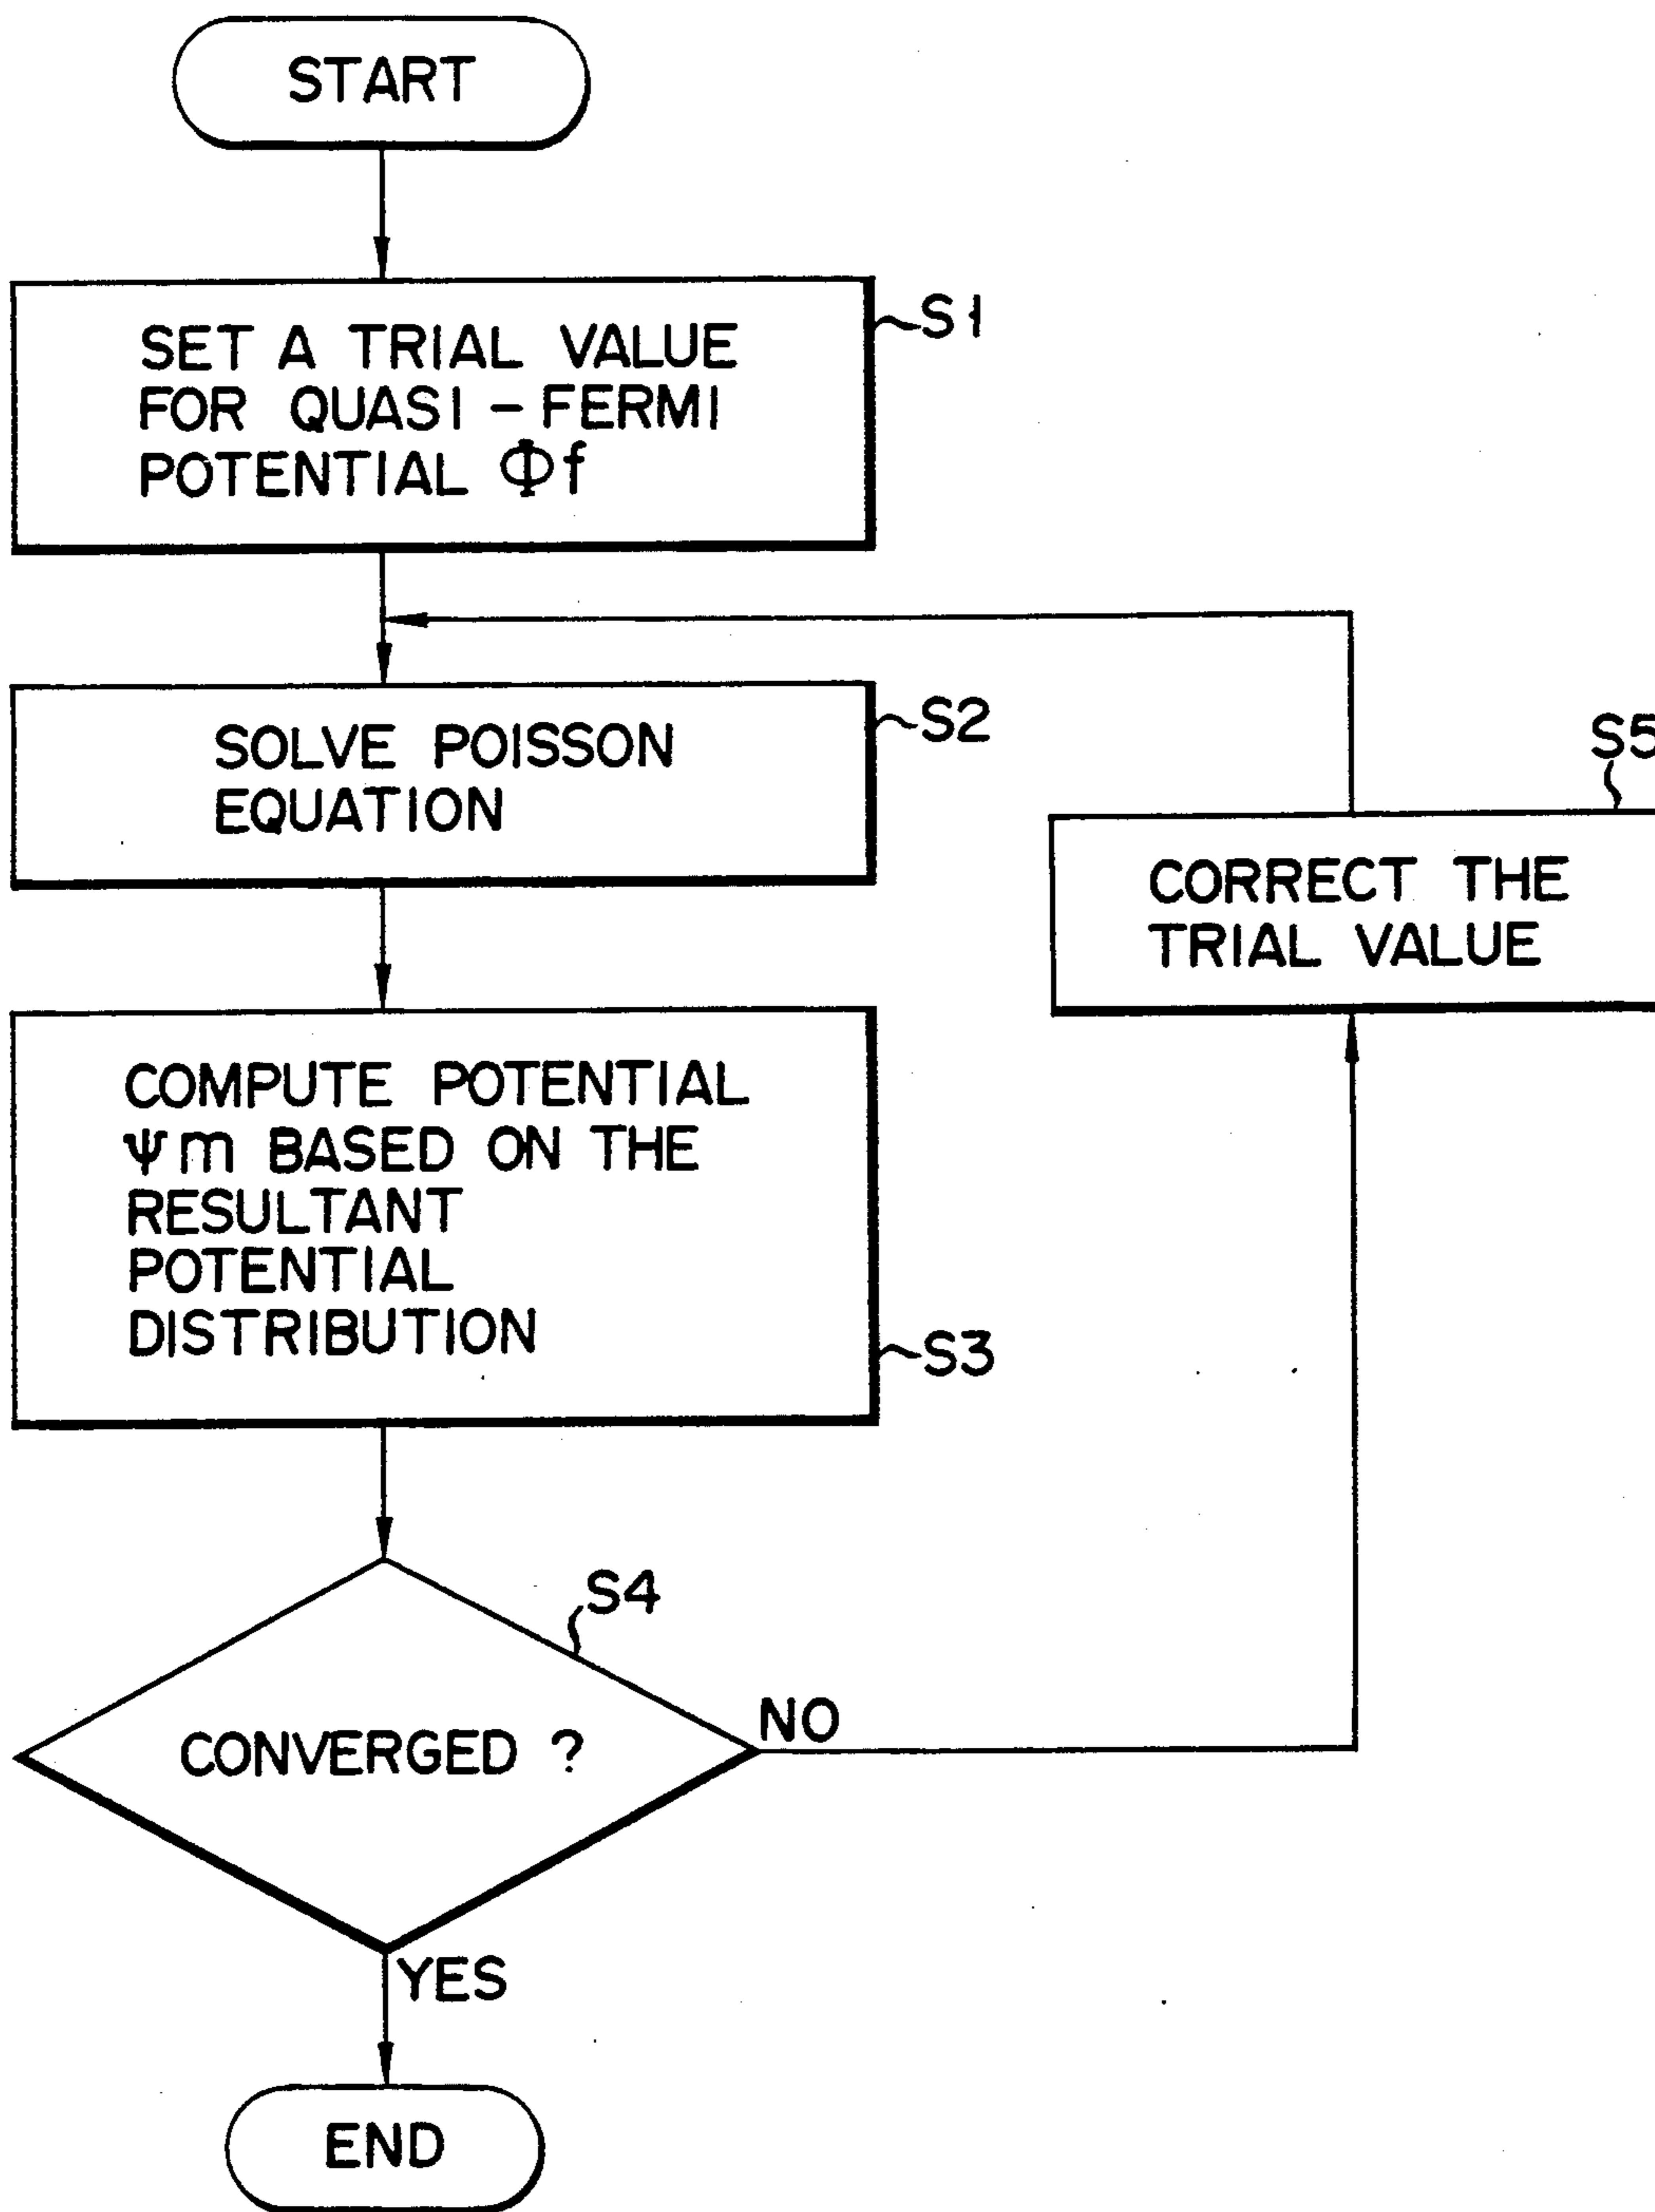 START
SET A TRIAL VALUE
FOR QUASI - FERMI
POTENTIAL Φf
S1
SOLVE POISSON
EQUATION
S2
COMPUTE POTENTIAL
Ψm BASED ON THE
RESULTANT
POTENTIAL
DISTRIBUTION
S3
CONVERGED ?
S4
NO
S5
CORRECT THE
TRIAL VALUE
YES
END